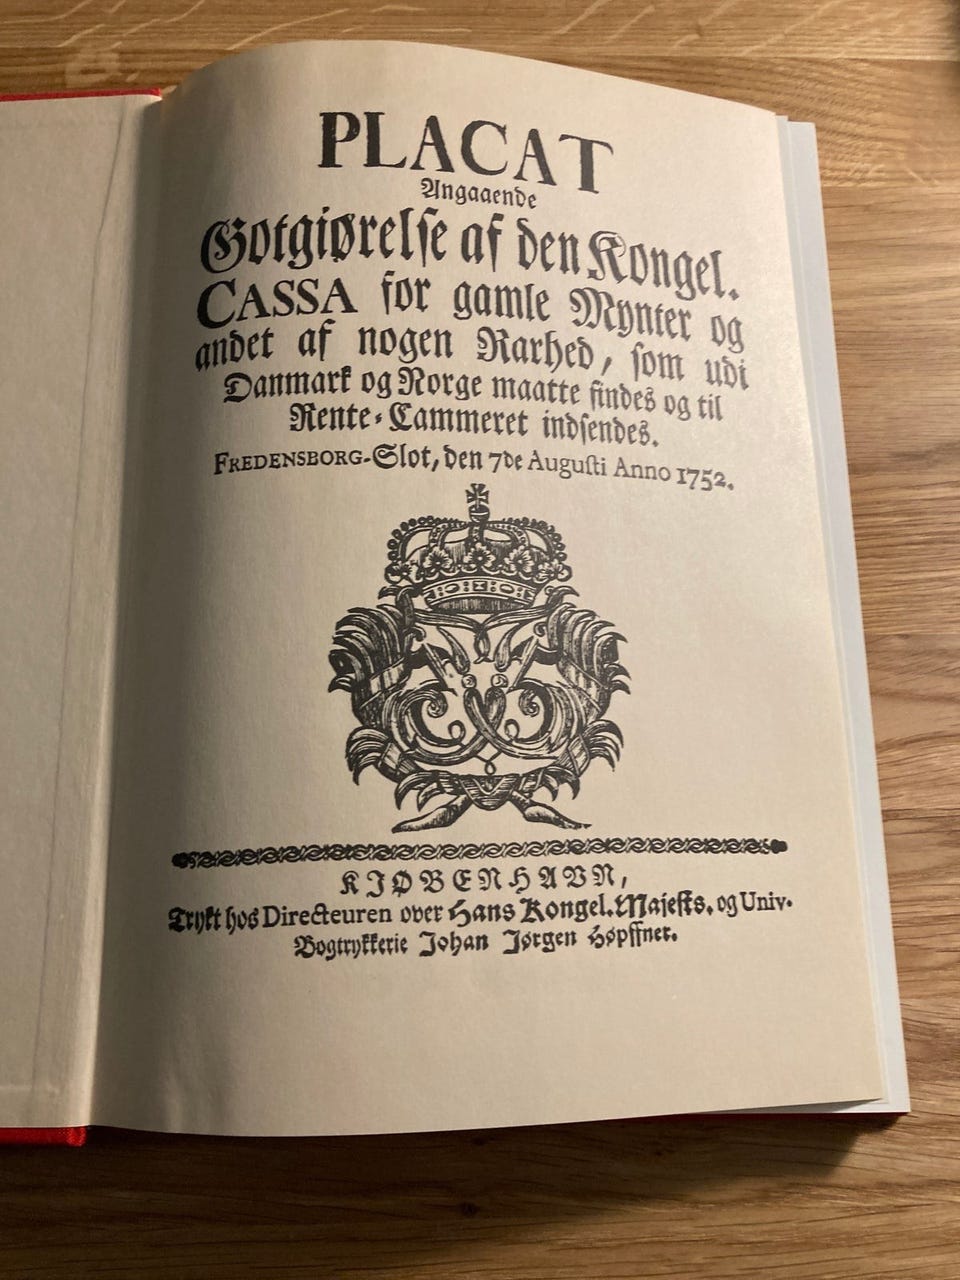 PLACAT
Angaaende
Gotgiørelse af den Kongel.
CASSA for gamle Mynter og
andet af nogen Rarhed, som udi
Danmark og Norge maatte findes og til
Rente-Cammeret indsendes.
FREDENSBORG-Slot, den 7de Augusti Anno 1752.
KJØBENHAVN,
Trykt hos Directeuren over Hans Kongel. Majests. og Univ.
Bogtrykkerie Johan Jørgen Høpffner.